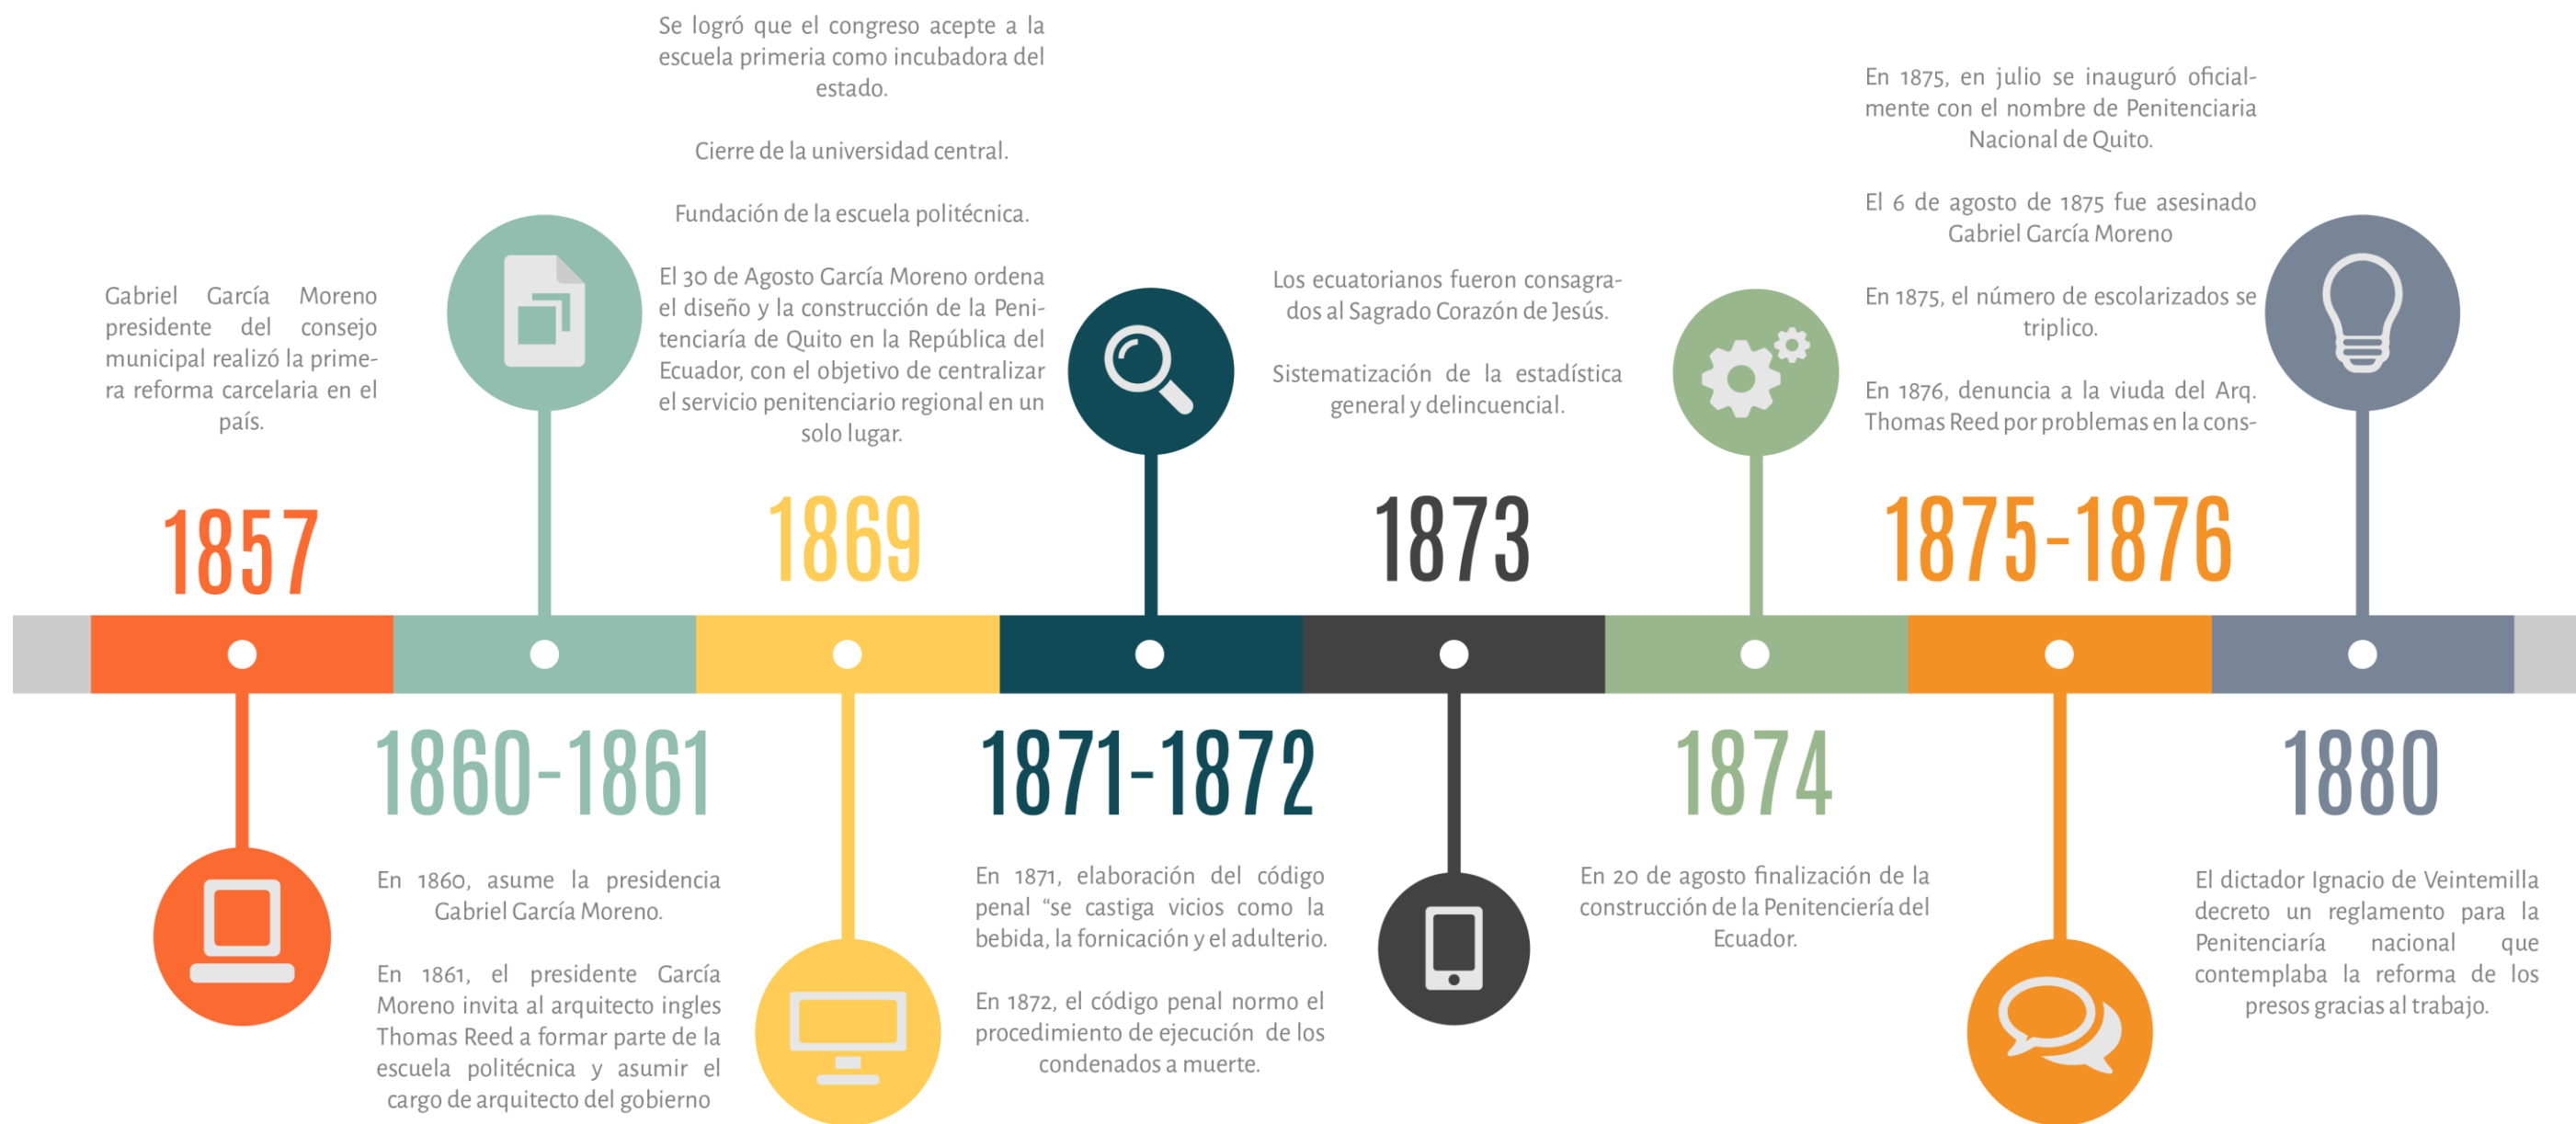 Gabriel García Moreno
presidente del consejo
municipal realizó la prime-
ra reforma carcelaria en el
país.
1857
1860-1861
En 1860, asume la presidencia
Gabriel García Moreno.
En 1861, el presidente García
Moreno invita al arquitecto ingles
Thomas Reed a formar parte de la
escuela politécnica y asumir el
cargo de arquitecto del gobierno
Se logró que el congreso acepte a la
escuela primeria como incubadora del
estado.
Cierre de la universidad central.
Fundación de la escuela politécnica.
El 30 de Agosto García Moreno ordena
el diseño y la construcción de la Peni-
tenciaría de Quito en la República del
Ecuador, con el objetivo de centralizar
el servicio penitenciario regional en un
solo lugar.
1869
1871-1872
En 1871, elaboración del código
penal “se castiga vicios como la
bebida, la fornicación y el adulterio.
En 1872, el código penal normo el
procedimiento de ejecución de los
condenados a muerte.
Los ecuatorianos fueron consagra-
dos al Sagrado Corazón de Jesús.
Sistematización de la estadística
general y delincuencial.
1873
1874
En 20 de agosto finalización de la
construcción de la Penitenciería del
Ecuador.
En 1875, en julio se inauguró oficial-
mente con el nombre de Penitenciaria
Nacional de Quito.
El 6 de agosto de 1875 fue asesinado
Gabriel García Moreno
En 1875, el número de escolarizados se
triplico.
En 1876, denuncia a la viuda del Arq.
Thomas Reed por problemas en la cons-
1875-1876
1880
El dictador Ignacio de Veintemilla
decreto un reglamento para la
Penitenciaría nacional que
contemplaba la reforma de los
presos gracias al trabajo.